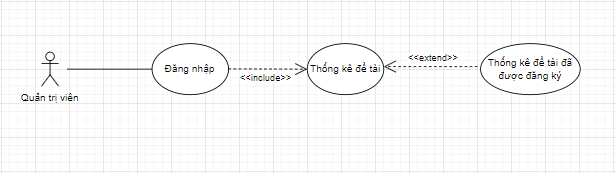 Quản trị viên
Đăng nhập
<<include>>
Thống kê đề tài
<<extend>>
Thống kê đề tài đã
được đăng ký